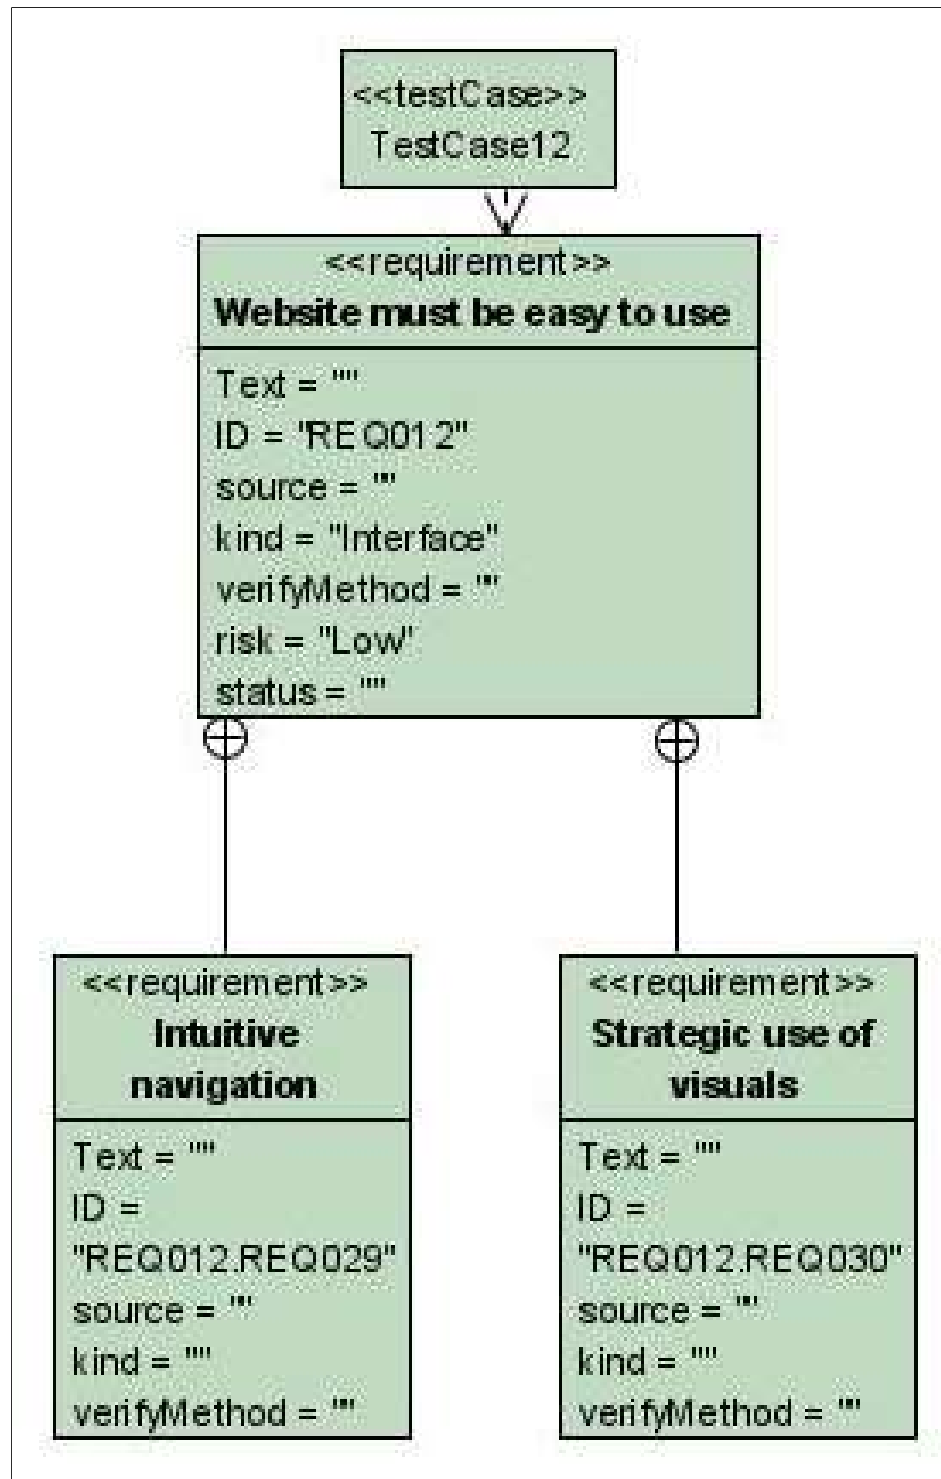 <<testCase>>
TestCase12
<<requirement>>
Website must be easy to use
Text = ""
ID = "REQ012"
source = ""
kind = "Interface"
verifyMethod = ""
risk = "Low"
status = ""
<<requirement>>
Intuitive
navigation
Text = ""
ID =
"REQ012.REQ029"
source = ""
kind = ""
verifyMethod = ""
<<requirement>>
Strategic use of
visuals
Text = ""
ID =
"REQ012.REQ030"
source = ""
kind = ""
verifyMethod = ""